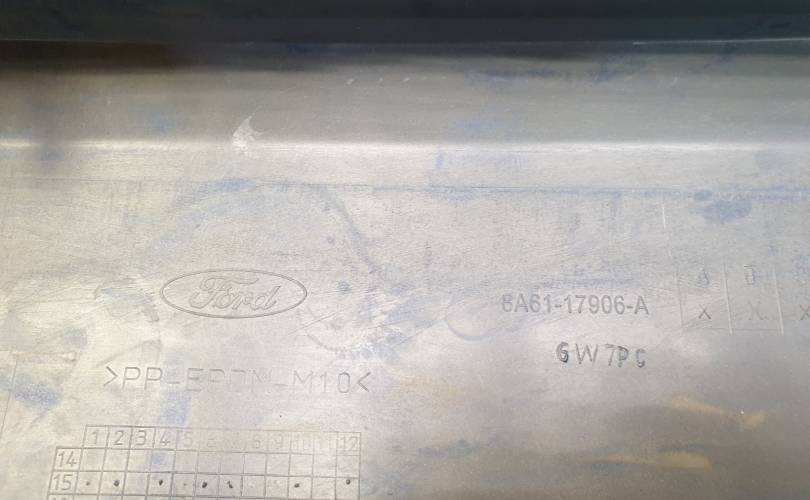 Ford
8A61-17906-A
A D
X X X
GW7PC
>PP-EPDM-M10<
1 2 3 4 5 6 7 8 9 10 11 12
14
15